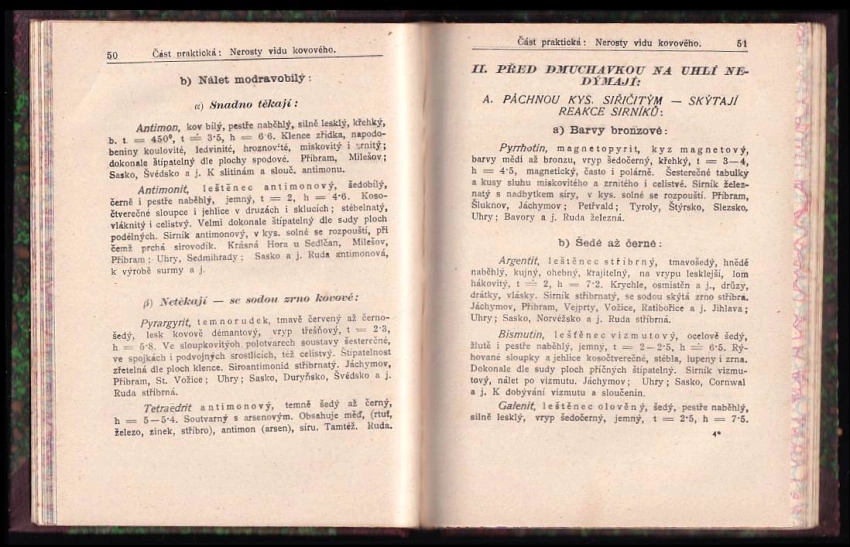 50 Část praktická: Nerosty vidu kovového.
b) Nálet modravobílý:
α) Snadno těkají:
Antimon, kov bílý, pestře naběhlý, silně lesklý, křehký,
b. t. = 450°, t ≐ 3·5, h = 6·6. Klence zřídka, napodo-
beniny koulovité, ledvinité, hroznovité, miskovitý i zrnitý;
dokonale štípatelný dle plochy spodové. Příbram, Milešov;
Sasko, Švédsko a j. K slitinám a slouč. antimonu.
Antimonit, leštěnec antimonový, šedobílý,
černě i pestře naběhlý, jemný, t = 2, h = 4·6. Koso-
čtverečné sloupce i jehlice v druzách i sklucích; stébelnatý,
vláknitý i celistvý. Velmi dokonale štípatelný dle sudy ploch
podélných. Sirník antimonový, v kys. solné se rozpouští, při
čemž prchá sirovodík. Krásná Hora u Sedlčan, Milešov,
Příbram; Uhry, Sedmihrady; Sasko a j. Ruda antimonová,
k výrobě surmy a j.
β) Netěkají — se sodou zrno kovové:
Pyrargyrit, temnorudek, tmavě červený až černo-
šedý, lesk kovově démantový, vryp třešňový, t = 2·3,
h = 5·8. Ve sloupkovitých polotvarech soustavy šesterečné,
ve spojkách i podvojných srostlicích, též celistvý. Štípatelnost
zřetelná dle ploch klence. Siroantimonid stříbrnatý. Jáchymov,
Příbram, St. Vožice; Uhry; Sasko, Duryňsko, Švédsko a j.
Ruda stříbrná.
Tetraedrit antimonový, temně šedý až černý,
h = 5—5·4. Soutvarný s arsenovým. Obsahuje měď, (rtuť,
železo, zinek, stříbro), antimon (arsen), síru. Tamtéž. Ruda.
Část praktická: Nerosty vidu kovového. 51
II. PŘED DMUCHAVKOU NA UHLÍ NE-
DÝMAJÍ:
A. PÁCHNOU KYS. SIŘIČITÝM — SKÝTAJÍ
REAKCE SIRNÍKŮ:
a) Barvy bronzové:
Pyrrhotin, magnetopyrit, kyz magnetový,
barvy mědi až bronzu, vryp šedočerný, křehký, t = 3—4,
h = 4·5, magnetický, často i polárně. Šesterečné tabulky
a kusy sluhu miskovitého a zrnitého i celistvé. Sirník želez-
natý s nadbytkem síry, v kys. solné se rozpouští. Příbram,
Šluknov, Jáchymov; Petřvald; Tyroly, Štýrsko, Slezsko,
Uhry; Bavory a j. Ruda železná.
b) Šedé až černé:
Argentit, leštěnec stříbrný, tmavošedý, hnědě
naběhlý, kujný, ohebný, krajitelný, na vrypu lesklejší, lom
hákovitý, t ≐ 2, h = 7·2. Krychle, osmistěn a j., drůzy,
drátky, vlásky. Sirník stříbrnatý, se sodou skýtá zrno stříbra.
Jáchymov, Příbram, Vejprty, Vožice, Ratibořice a j. Jihlava;
Uhry; Sasko, Norvéžsko a j. Ruda stříbrná.
Bismutin, leštěnec vizmutový, ocelově šedý,
žlutě i pestře naběhlý, jemný, t = 2—2·5, h ≐ 6·5. Rý-
hované sloupky a jehlice kosočtverečné, stébla, lupeny i zrna.
Dokonale dle sudy ploch příčných štípatelný. Sirník vizmu-
tový, nálet po vizmutu. Jáchymov; Uhry; Sasko, Cornwal
a j. K dobývání vizmutu a sloučenin.
Galenit, leštěnec olověný, šedý, pestře naběhlý,
silně lesklý, vryp šedočerný, jemný, t = 2·5, h = 7·5.
4*